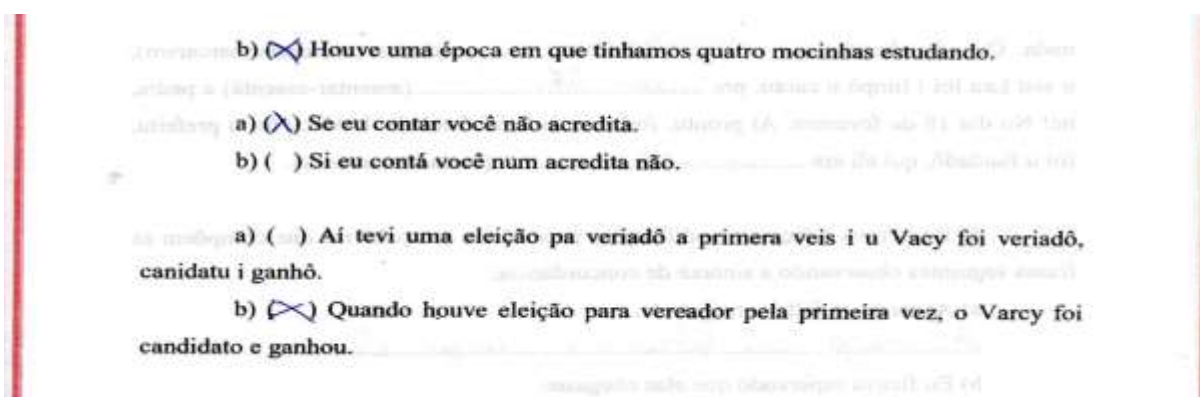 b) (X) Houve uma época em que tínhamos quatro mocinhas estudando.
a) (X) Se eu contar você não acredita.
b) ( ) Si eu contá você num acredita não.
a) ( ) Aí tevi uma eleição pa veriadô a primera veis i u Vacy foi veriadô,
canidatu i ganhô.
b) (X) Quando houve eleição para vereador pela primeira vez, o Varcy foi
candidato e ganhou.